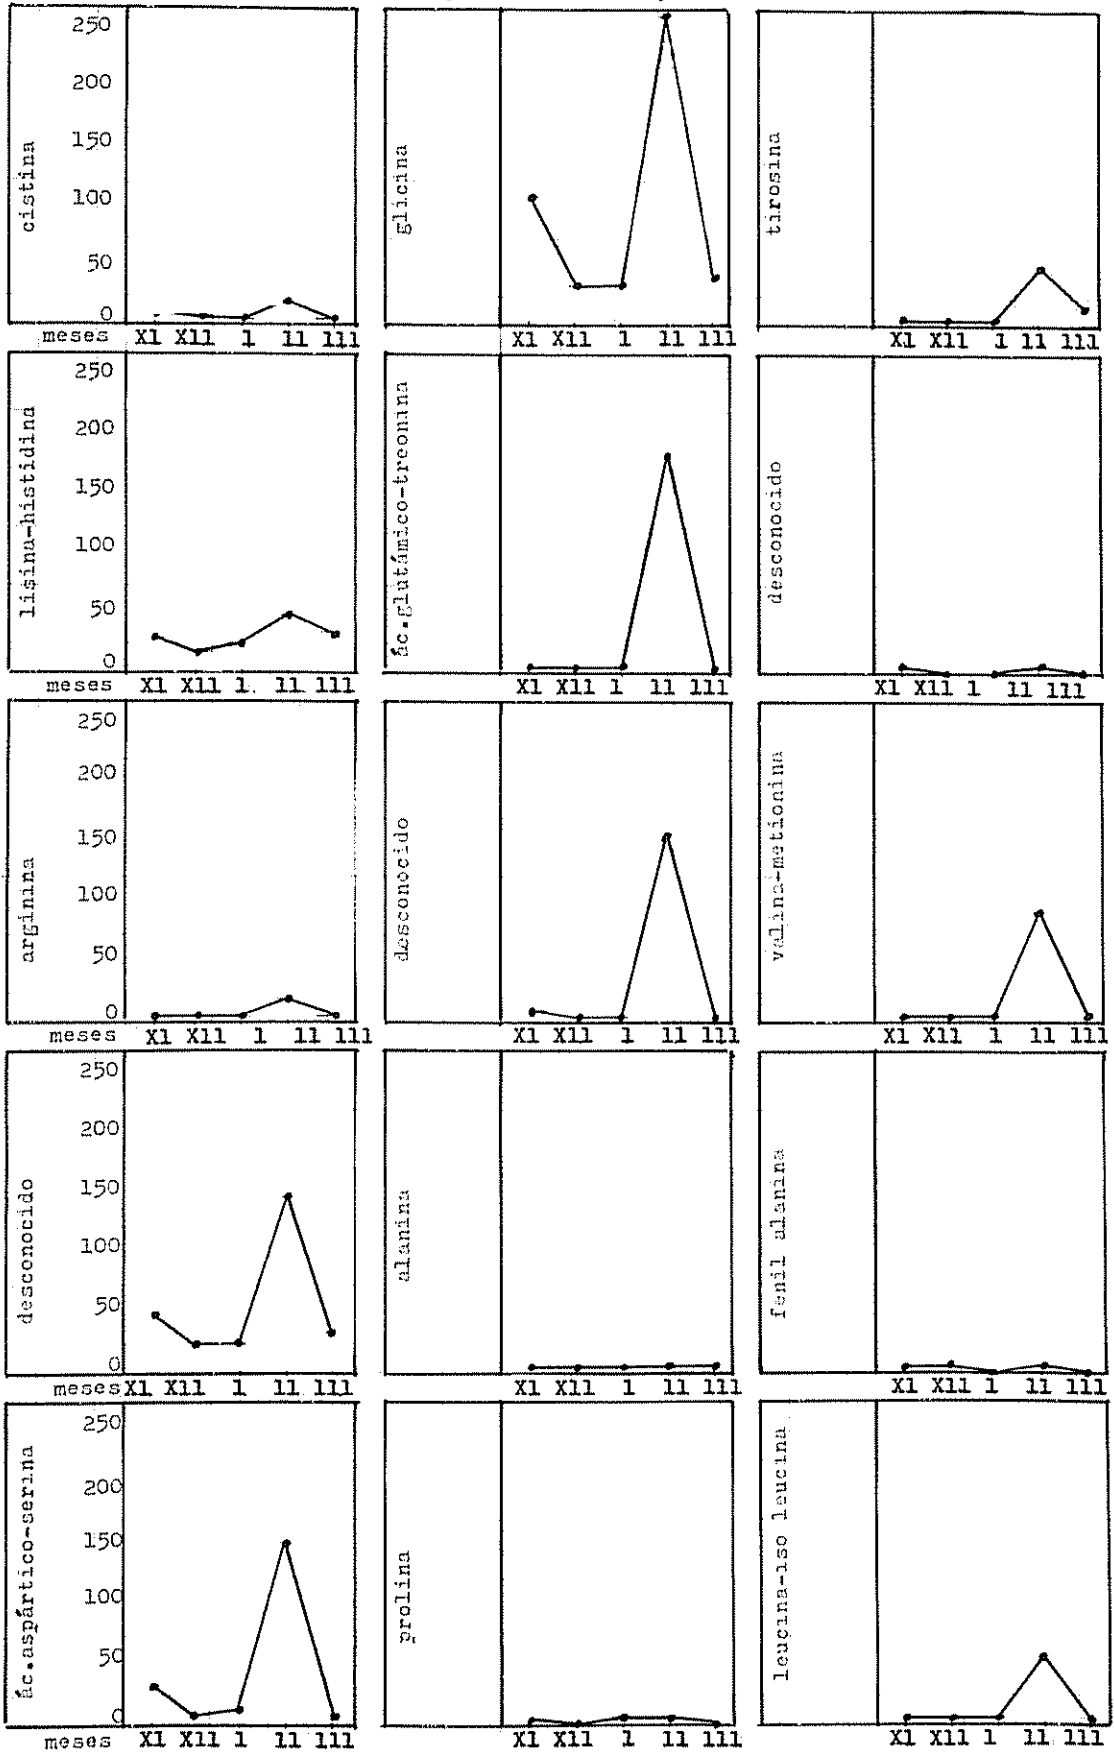 cistina
250
200
150
100
50
0
meses X1 X11 1 11 111
glicina
X1 X11 1 11 111
tirosina
X1 X11 1 11 111
lisina-histidina
250
200
150
100
50
0
meses X1 X11 1. 11 111
ác.glutámico-treonina
X1 X11 1 11 111
desconocido
X1 X11 1 11 111
arginina
250
200
150
100
50
0
meses X1 X11 1 11 111
desconocido
X1 X11 1 11 111
valina-metionina
X1 X11 1 11 111
desconocido
250
200
150
100
50
0
meses X1 X11 1 11 111
alanina
X1 X11 1 11 111
fenil alanina
X1 X11 1 11 111
ác.aspártico-serina
250
200
150
100
50
0
meses X1 X11 1 11 111
prolina
X1 X11 1 11 111
leucina-iso leucina
X1 X11 1 11 111